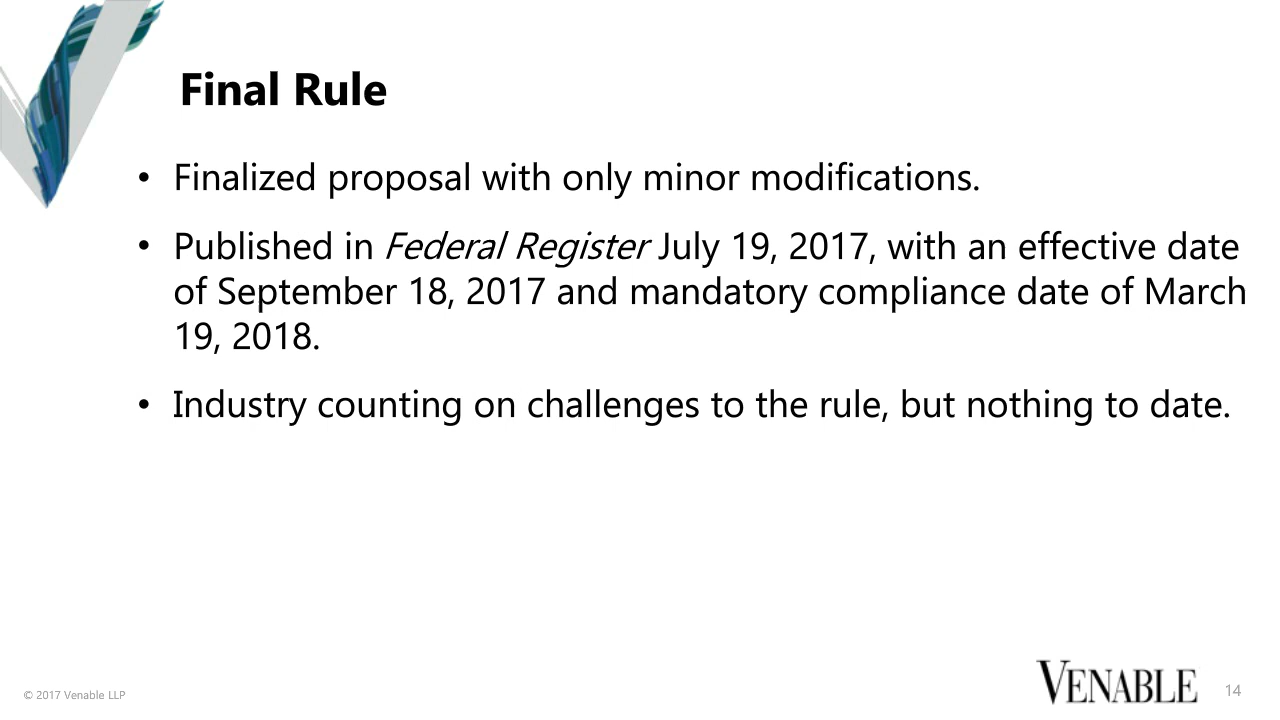 Final Rule
• Finalized proposal with only minor modifications.
• Published in Federal Register July 19, 2017, with an effective date
of September 18, 2017 and mandatory compliance date of March
19, 2018.
• Industry counting on challenges to the rule, but nothing to date.
© 2017 Venable LLP
VENABLE
14